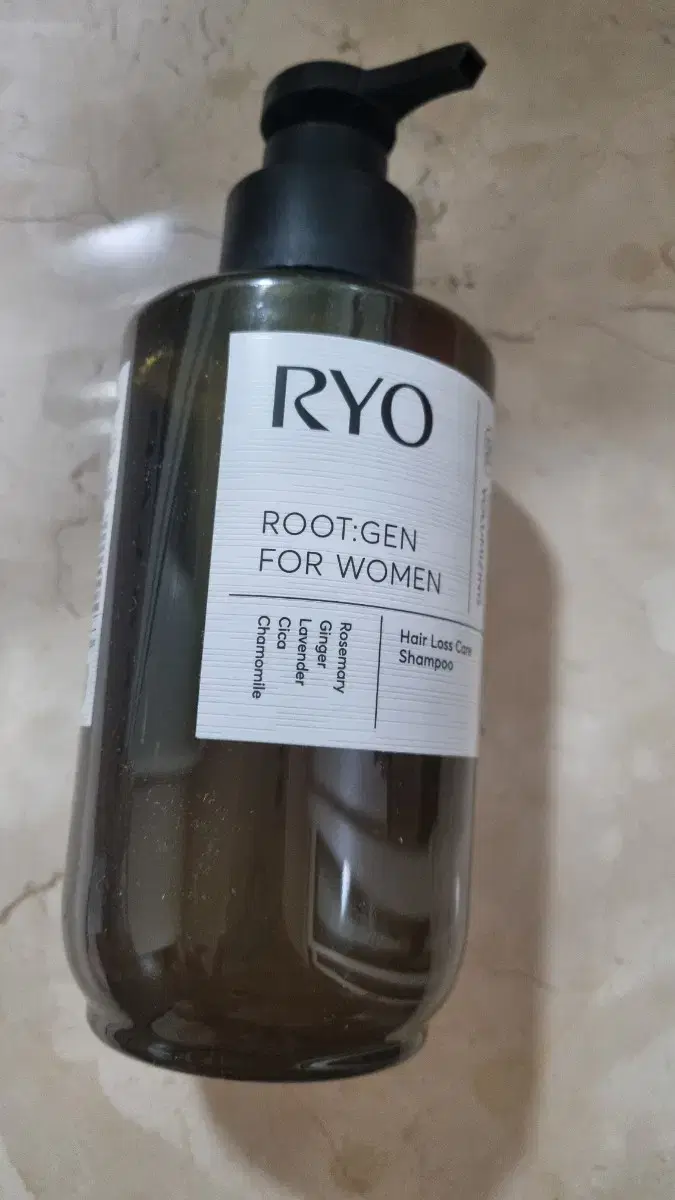 RYO
ROOT:GEN
FOR WOMEN
Rosemary
Ginger
Lavender
Cica
Chamomile
Hair Loss Care
Shampoo